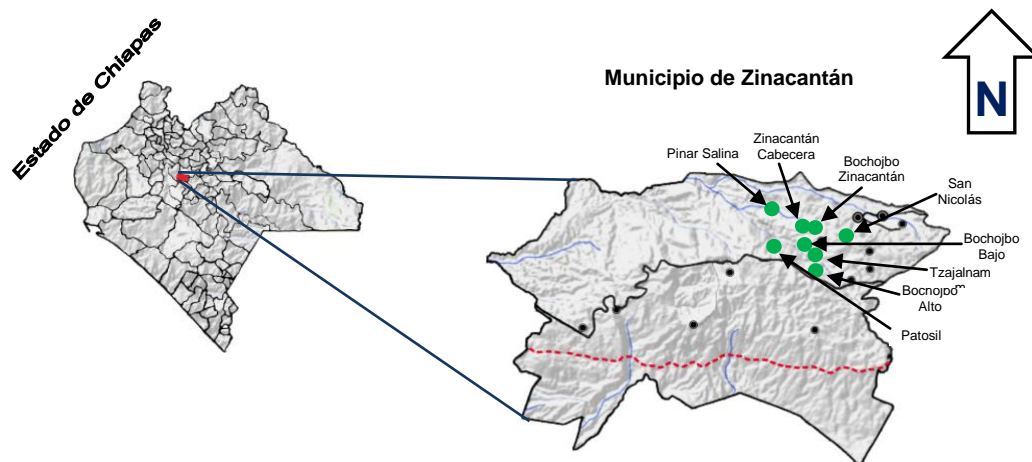 Estado de Chiapas
Municipio de Zinacantán
N
Zinacantán
Cabecera
Pinar Salina
Bochojbo
Zinacantán
San
Nicolás
Bochojbo
Bajo
Tzajalnam
Alto
Patosil